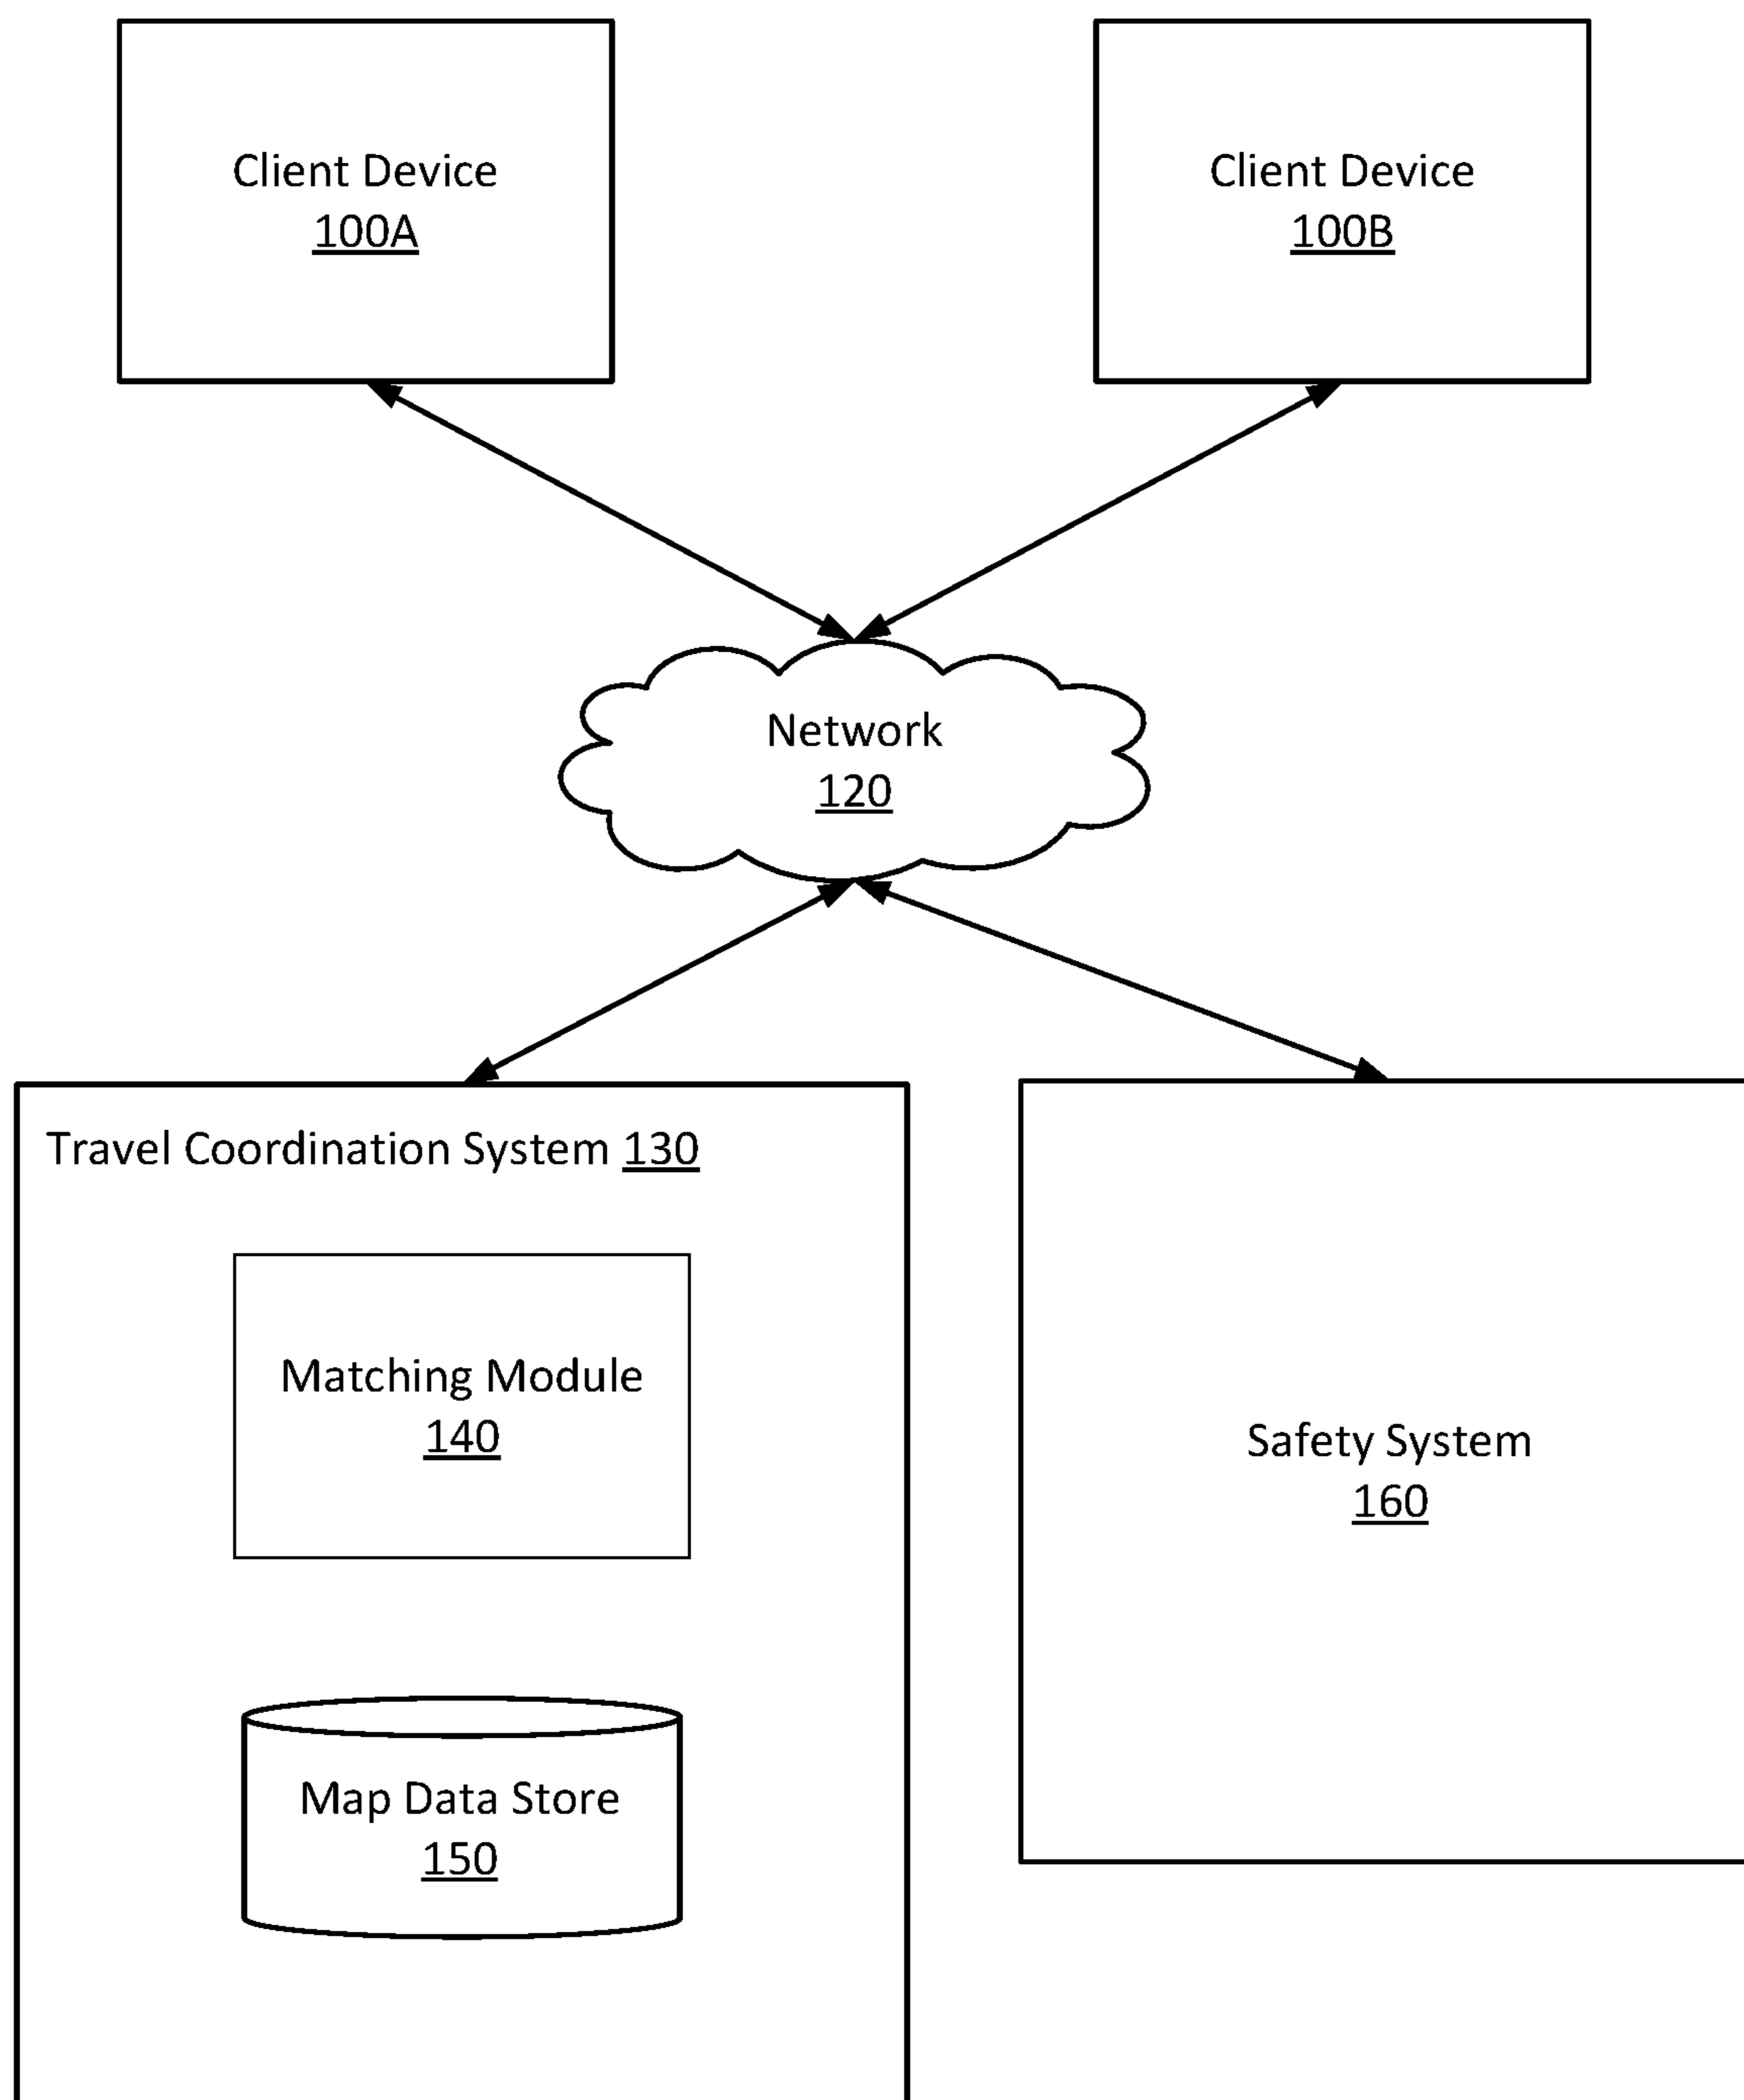 Client Device
100A
Client Device
100B
Network
120
Travel Coordination System 130
Matching Module
140
Map Data Store
150
Safety System
160